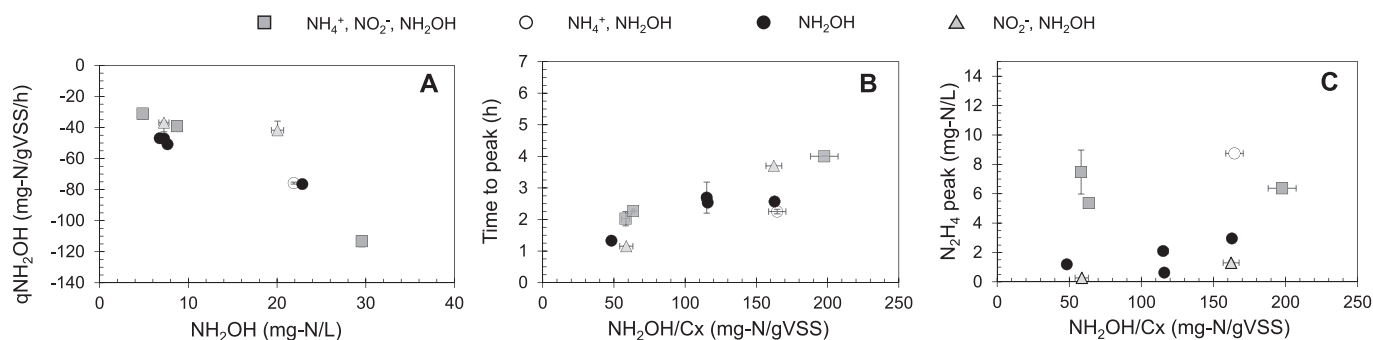 NH₄⁺, NO₂⁻, NH₂OH NH₄⁺, NH₂OH NH₂OH NO₂⁻, NH₂OH
A
qNH₂OH (mg-N/gVSS/h)
0
-20
-40
-60
-80
-100
-120
-140
0 10 20 30 40
NH₂OH (mg-N/L)
B
Time to peak (h)
7
6
5
4
3
2
1
0
0 50 100 150 200 250
NH₂OH/Cx (mg-N/gVSS)
C
N₂H₄ peak (mg-N/L)
14
12
10
8
6
4
2
0
0 50 100 150 200 250
NH₂OH/Cx (mg-N/gVSS)